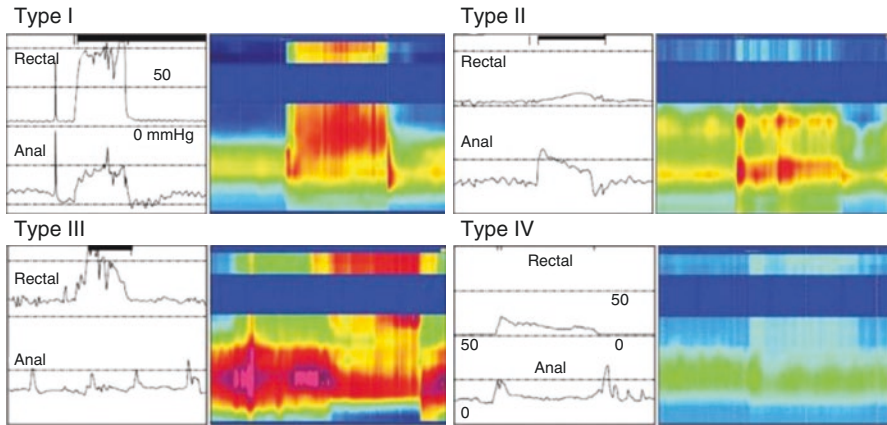 Type I
Rectal
50
0 mmHg
Anal
Type II
Rectal
Anal
Type III
Rectal
Anal
Type IV
Rectal
50
50
0
Anal
0